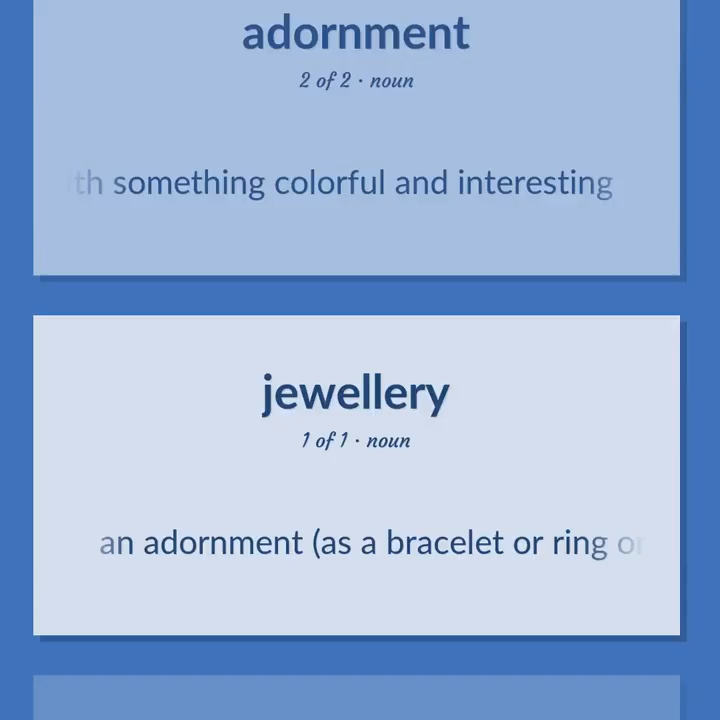 adornment
2 of 2 · noun
th something colorful and interesting
jewellery
1 of 1 · noun
an adornment (as a bracelet or ring or